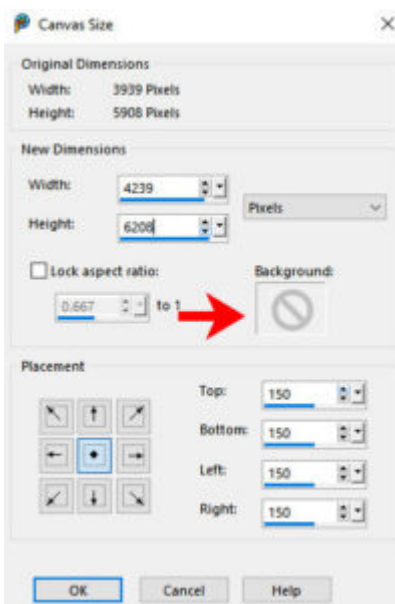 Canvas Size
Original Dimensions
Width: 3939 Pixels
Height: 5908 Pixels
New Dimensions
Width: 4239
Pixels
Height: 6208
Lock aspect ratio:
Background:
0.667 to 1
Placement
Top: 150
Bottom: 150
Left: 150
Right: 150
OK Cancel Help